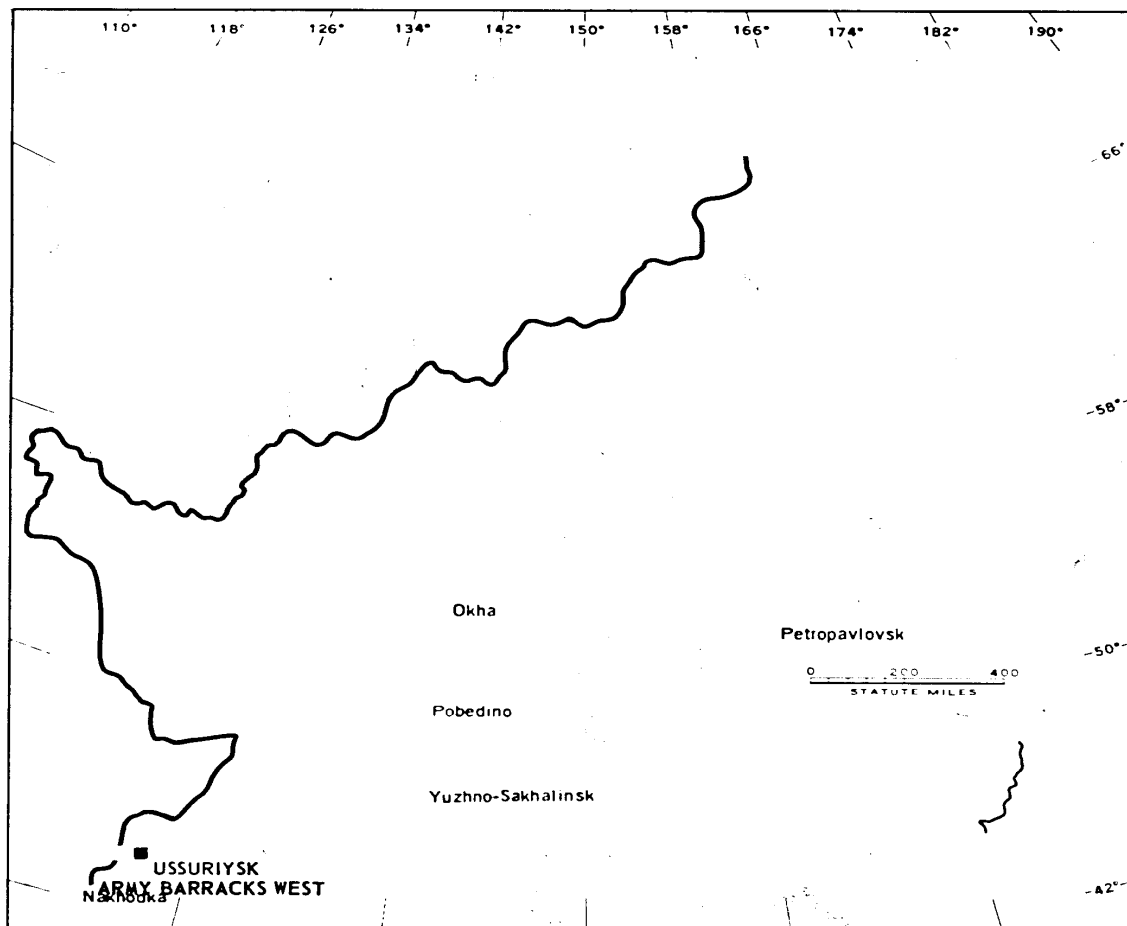 110° 118° 126° 134° 142° 150° 158° 166° 174° 182° 190°
66°
58°
Okha
Petropavlovsk
50°
0 200 400
STATUTE MILES
Pobedino
Yuzhno-Sakhalinsk
USSURIYSK
ARMY BARRACKS WEST
42°
Nakhodka